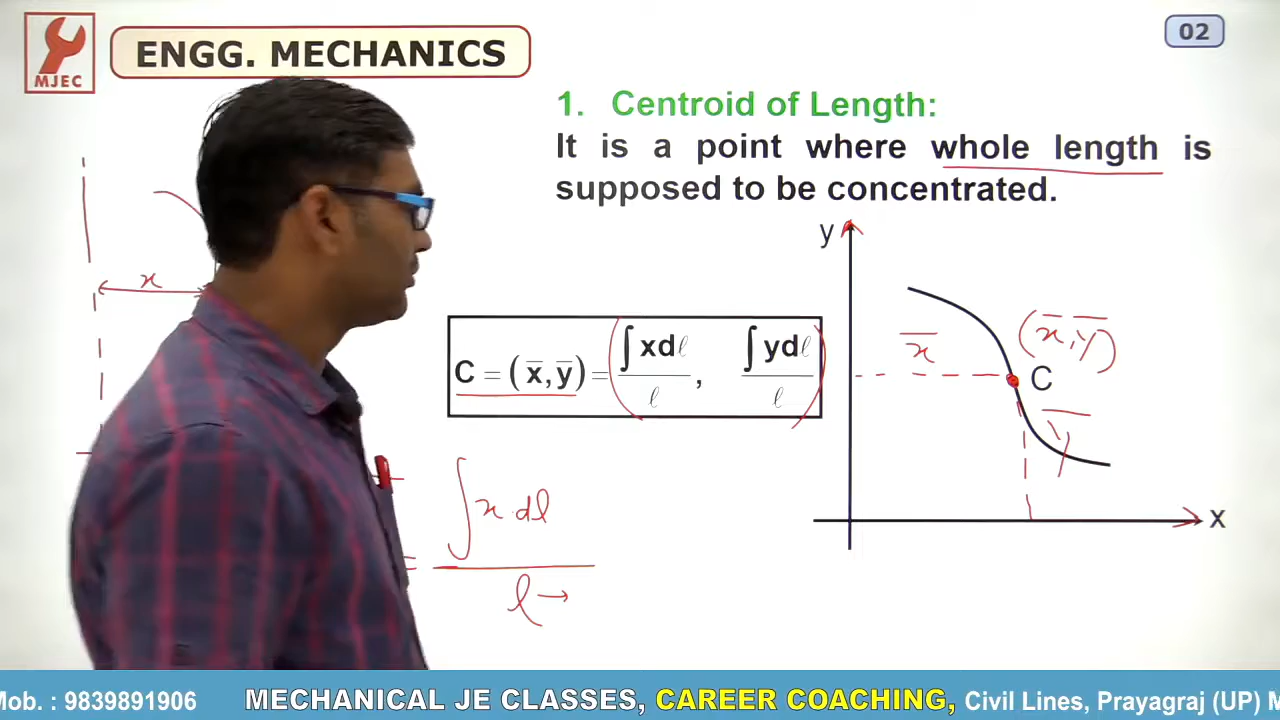 MJEC
ENGG. MECHANICS
02
1. Centroid of Length:
It is a point where whole length is
supposed to be concentrated.
y
x
(x̅, y̅)
x̅
C
y̅
x
C = (x̅, y̅) = ∫xdℓ / ℓ, ∫ydℓ / ℓ
= ∫x dl / l →
Mob. : 9839891906 MECHANICAL JE CLASSES, CAREER COACHING, Civil Lines, Prayagraj (UP) M